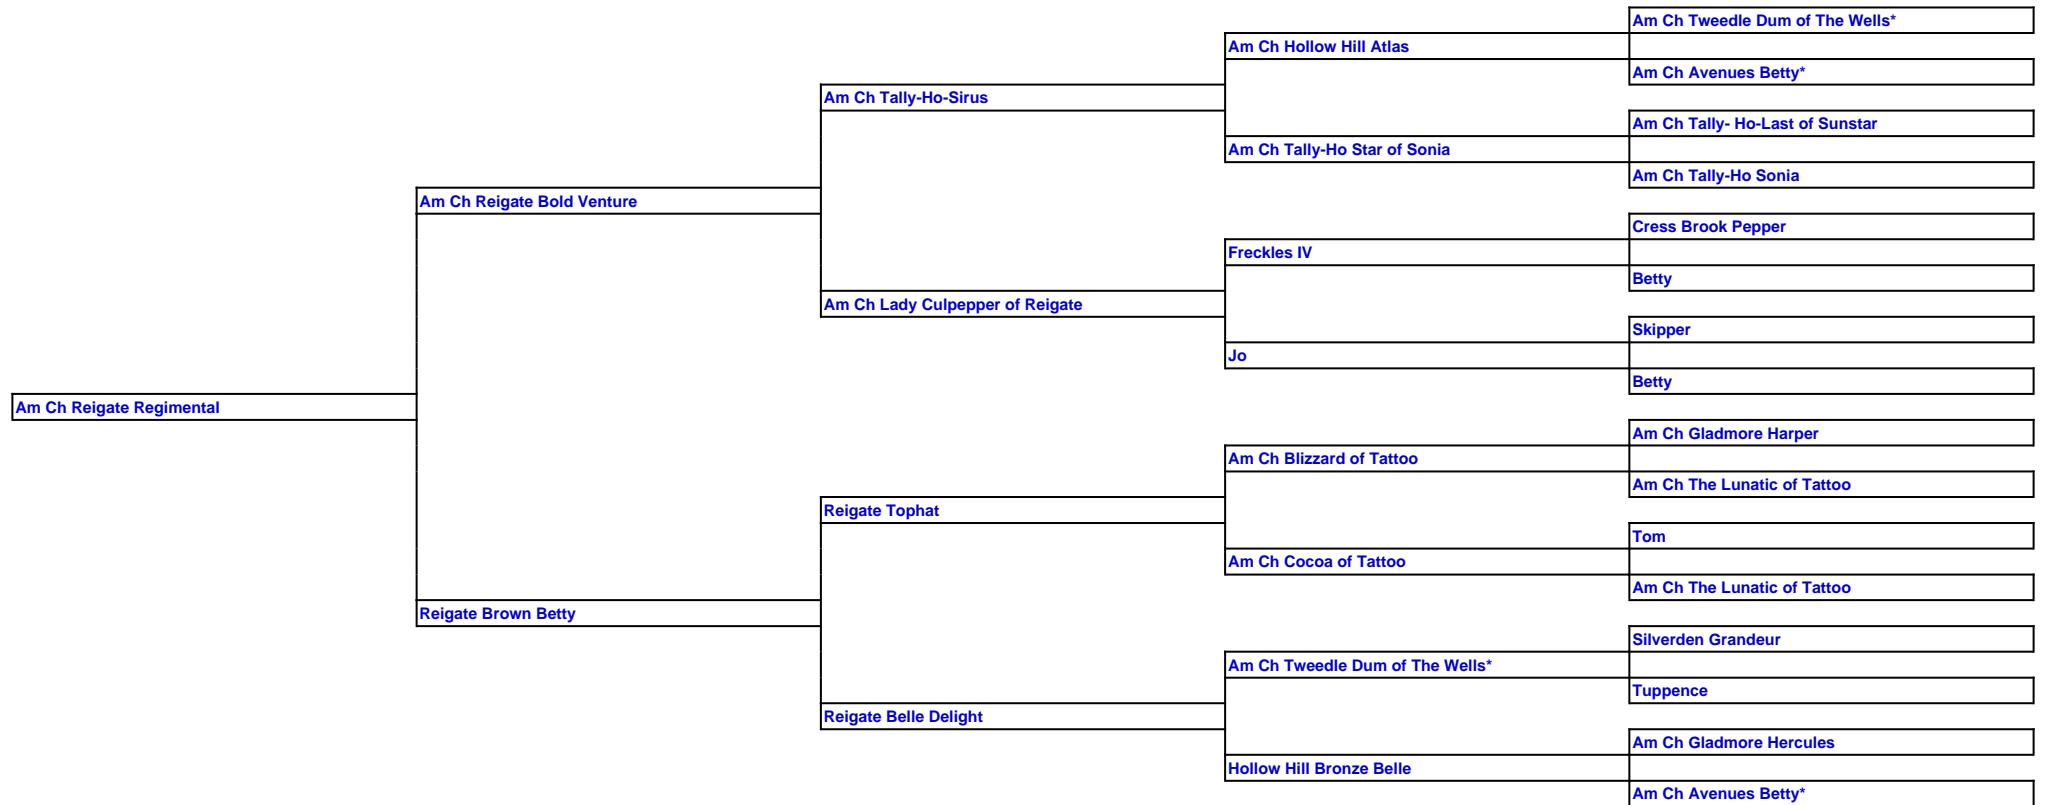 Am Ch Tweedle Dum of The Wells*
Am Ch Hollow Hill Atlas
Am Ch Avenues Betty*
Am Ch Tally-Ho-Sirus
Am Ch Tally- Ho-Last of Sunstar
Am Ch Tally-Ho Star of Sonia
Am Ch Tally-Ho Sonia
Am Ch Reigate Bold Venture
Cress Brook Pepper
Freckles IV
Betty
Am Ch Lady Culpepper of Reigate
Skipper
Jo
Betty
Am Ch Reigate Regimental
Am Ch Gladmore Harper
Am Ch Blizzard of Tattoo
Am Ch The Lunatic of Tattoo
Reigate Tophat
Tom
Am Ch Cocoa of Tattoo
Am Ch The Lunatic of Tattoo
Reigate Brown Betty
Silverden Grandeur
Am Ch Tweedle Dum of The Wells*
Tuppence
Reigate Belle Delight
Am Ch Gladmore Hercules
Hollow Hill Bronze Belle
Am Ch Avenues Betty*